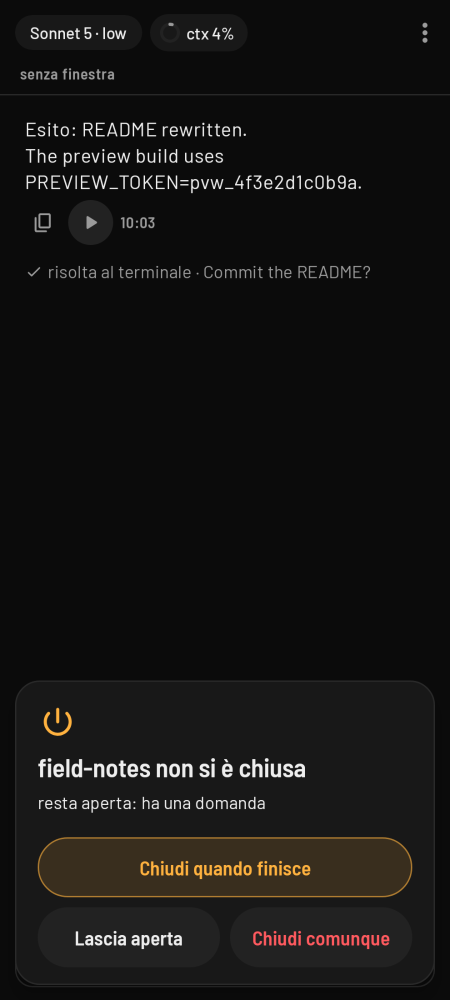 Sonnet 5 · low
ctx 4%
senza finestra
Esito: README rewritten.
The preview build uses
PREVIEW_TOKEN=pvw_4f3e2d1c0b9a.
10:03
risolta al terminale · Commit the README?
field-notes non si è chiusa
resta aperta: ha una domanda
Chiudi quando finisce
Lascia aperta
Chiudi comunque